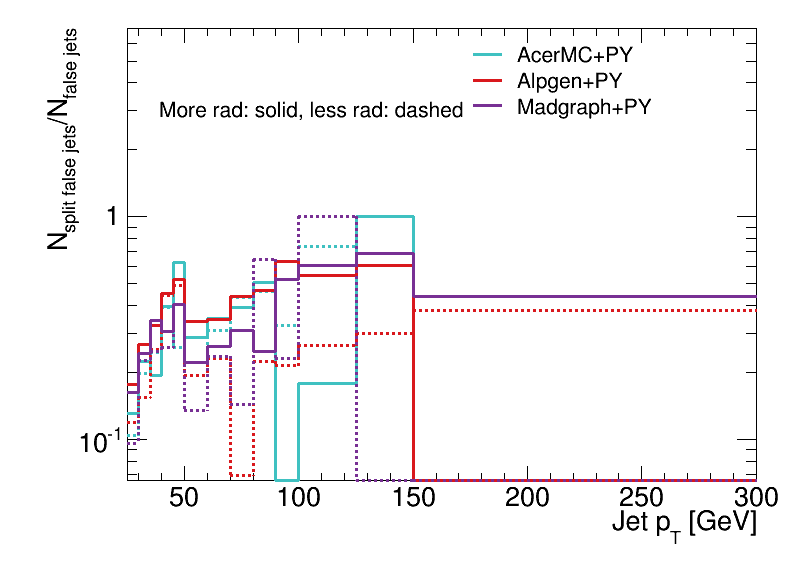 N_split false jets/N_false jets
AcerMC+PY
Alpgen+PY
More rad: solid, less rad: dashed
Madgraph+PY
1
10^-1
50 100 150 200 250 300
Jet p_T [GeV]